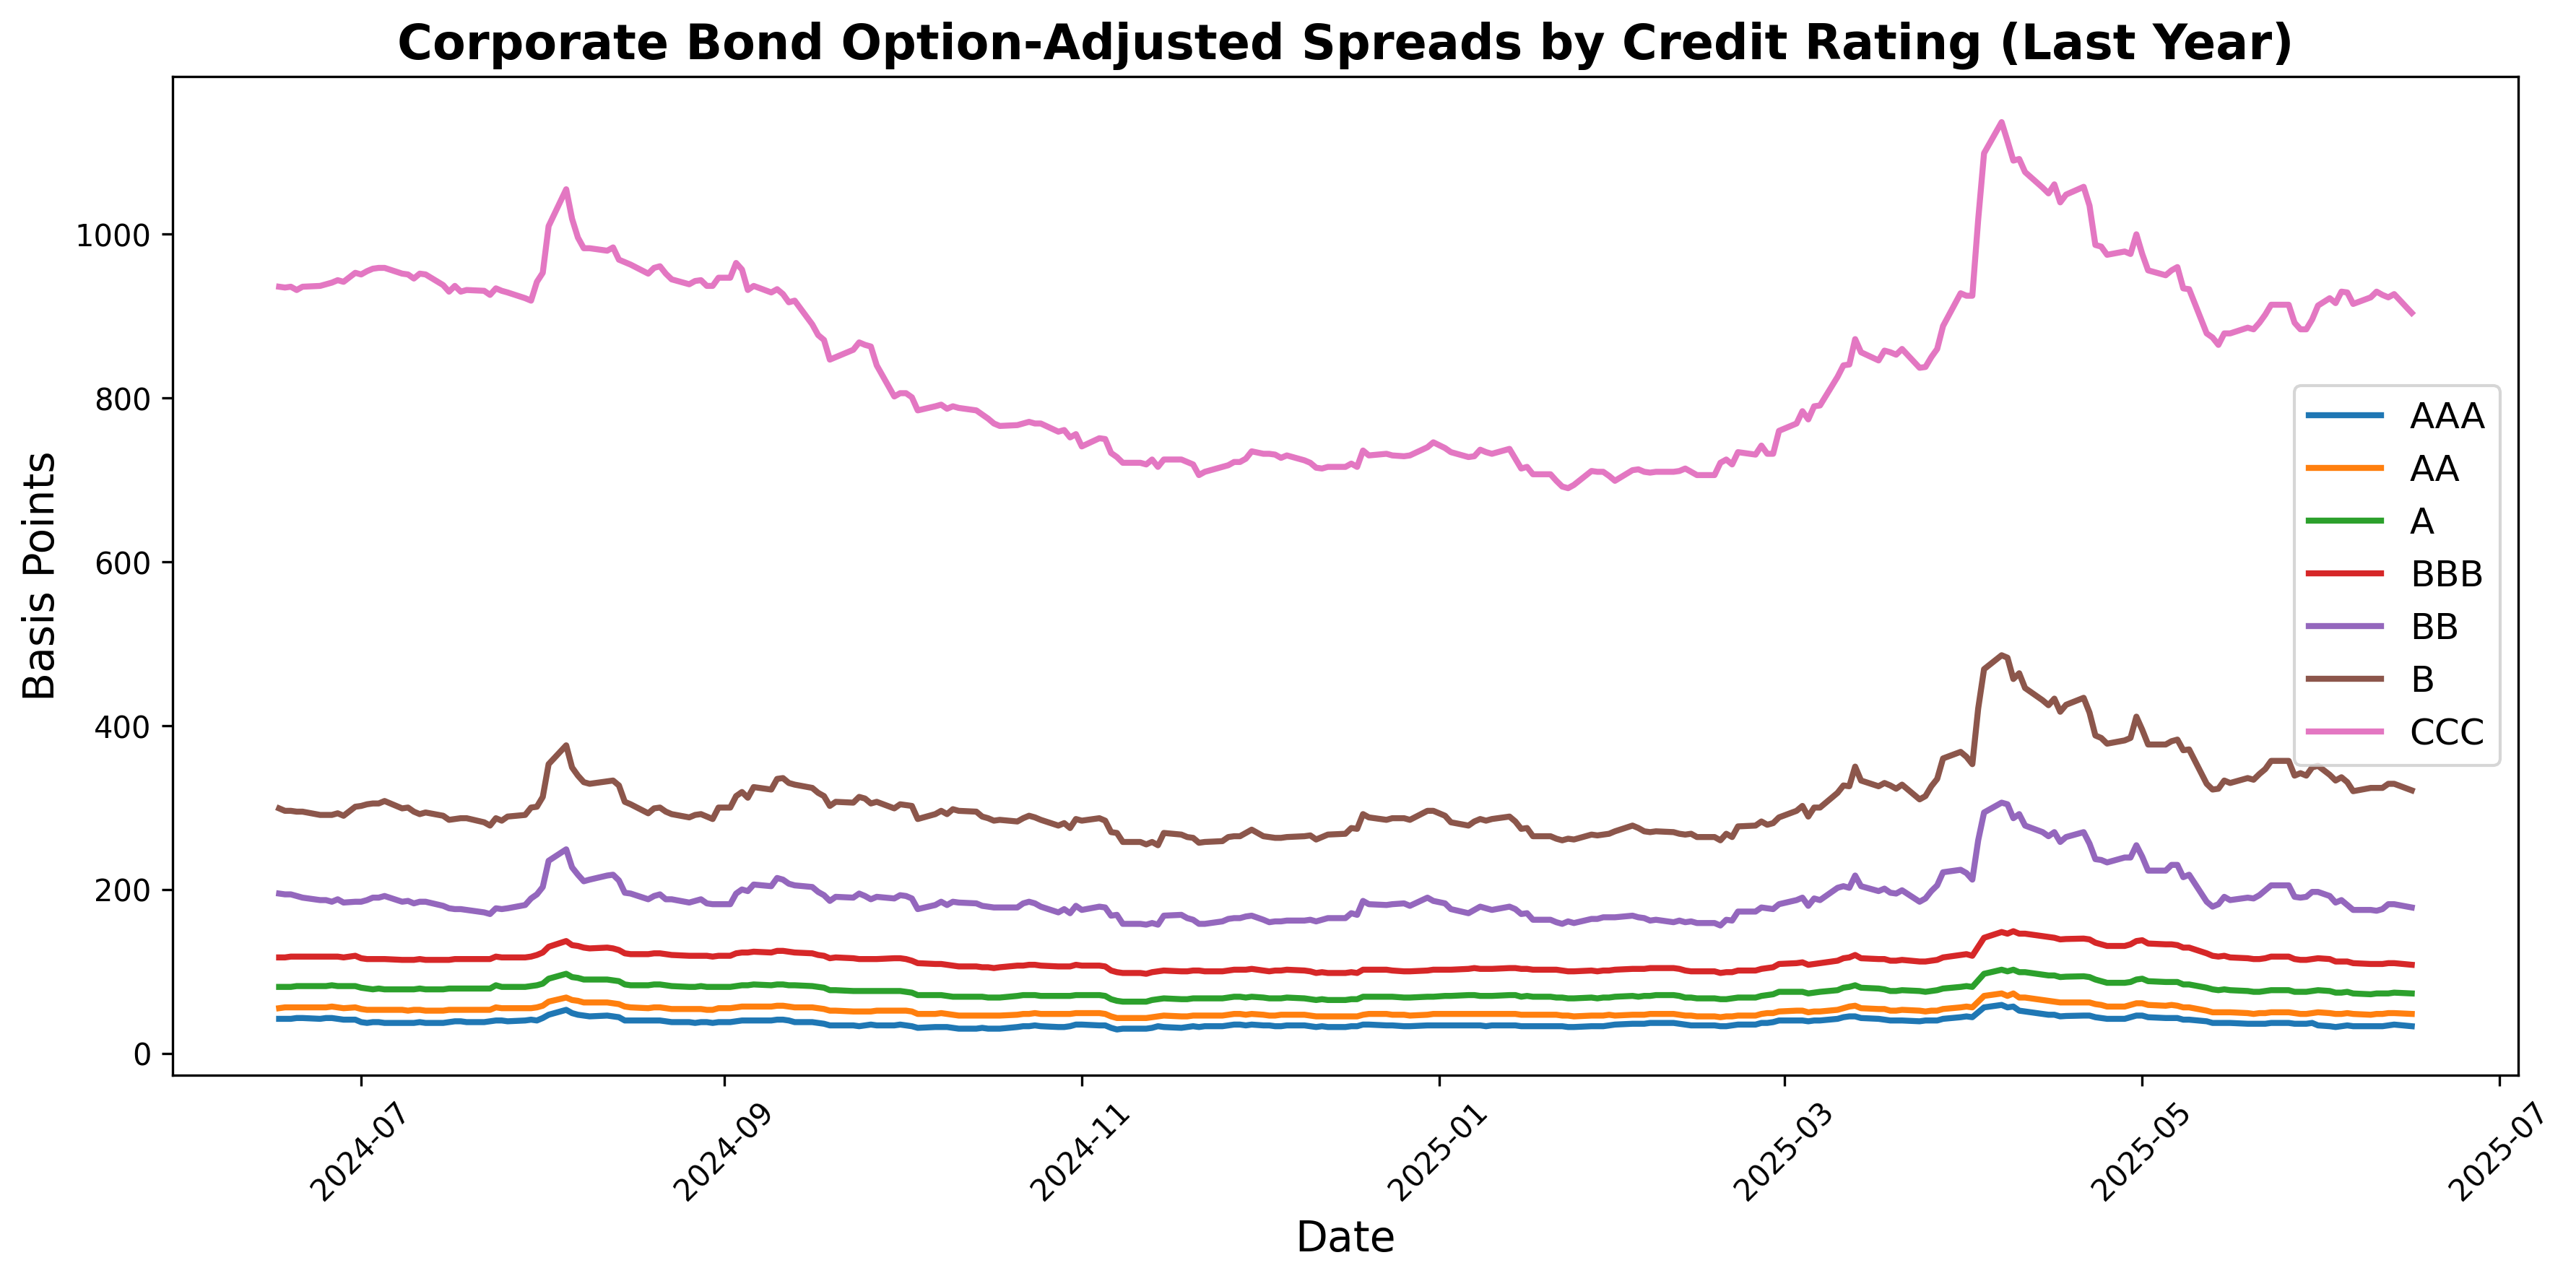 Corporate Bond Option-Adjusted Spreads by Credit Rating (Last Year)
Basis Points
1000
800
600
400
200
0
AAA
AA
A
BBB
BB
B
CCC
2024-07
2024-09
2024-11
2025-01
2025-03
2025-05
2025-07
Date